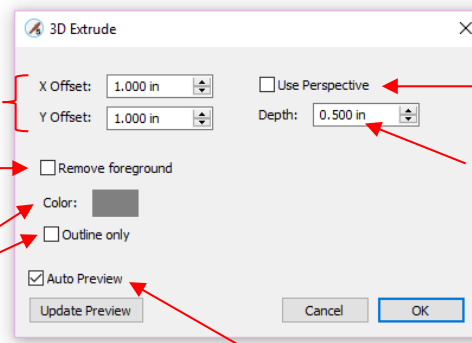 3D Extrude
X Offset: 1.000 in
Y Offset: 1.000 in
Use Perspective
Depth: 0.500 in
Remove foreground
Color:
Outline only
Auto Preview
Update Preview Cancel OK